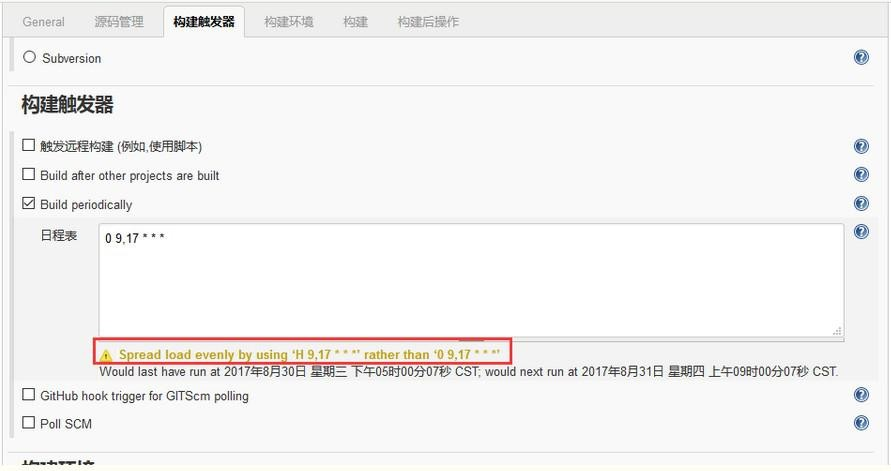 General 源码管理 构建触发器 构建环境 构建 构建后操作
Subversion
构建触发器
触发远程构建 (例如,使用脚本)
Build after other projects are built
Build periodically
日程表
0 9,17 * * *
Spread load evenly by using ‘H 9,17 * * *’ rather than ‘0 9,17 * * *’
Would last have run at 2017年8月30日 星期三 下午05时00分07秒 CST; would next run at 2017年8月31日 星期四 上午09时00分07秒 CST.
GitHub hook trigger for GITScm polling
Poll SCM
构建环境